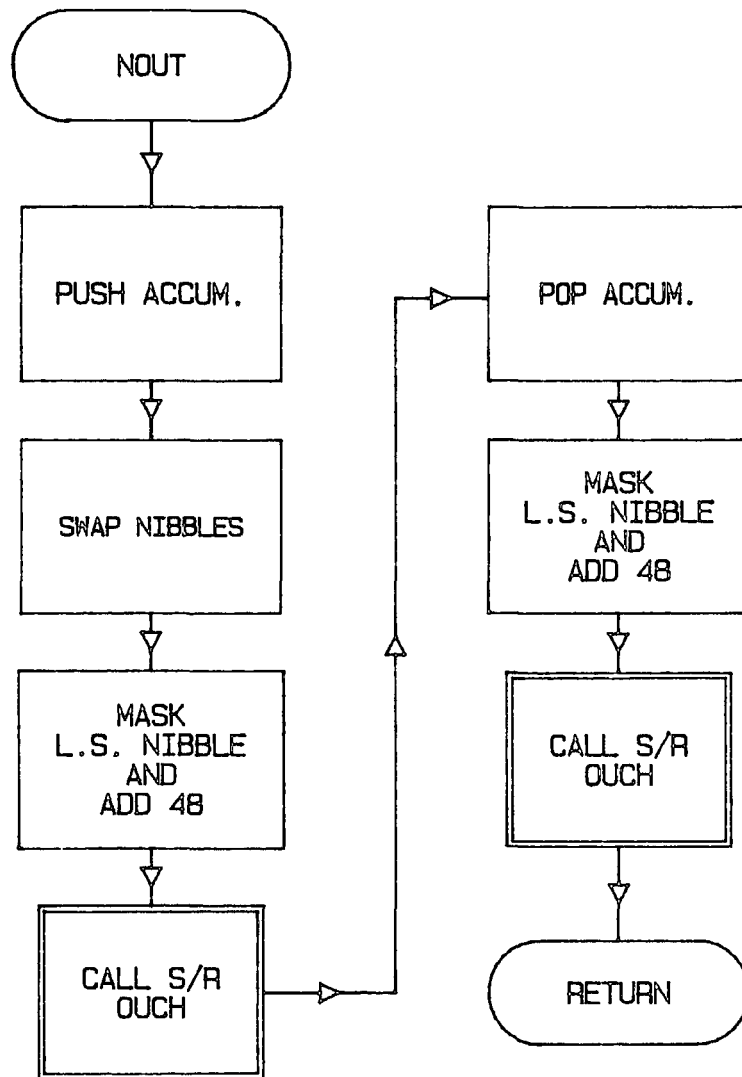 NOUT
PUSH ACCUM.
SWAP NIBBLES
MASK
L.S. NIBBLE
AND
ADD 48
CALL S/R
OUCH
POP ACCUM.
MASK
L.S. NIBBLE
AND
ADD 48
CALL S/R
OUCH
RETURN